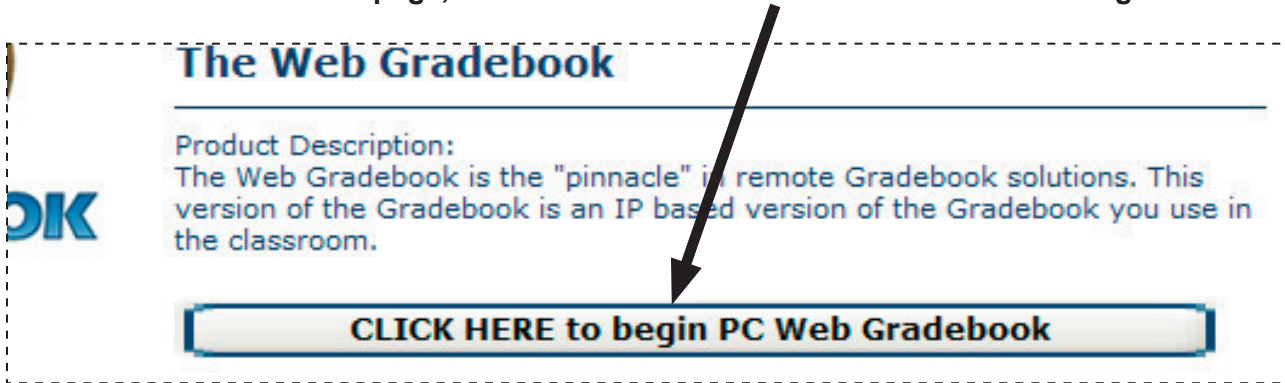 The Web Gradebook
Product Description:
The Web Gradebook is the "pinnacle" in remote Gradebook solutions. This
version of the Gradebook is an IP based version of the Gradebook you use in
the classroom.
OK
CLICK HERE to begin PC Web Gradebook